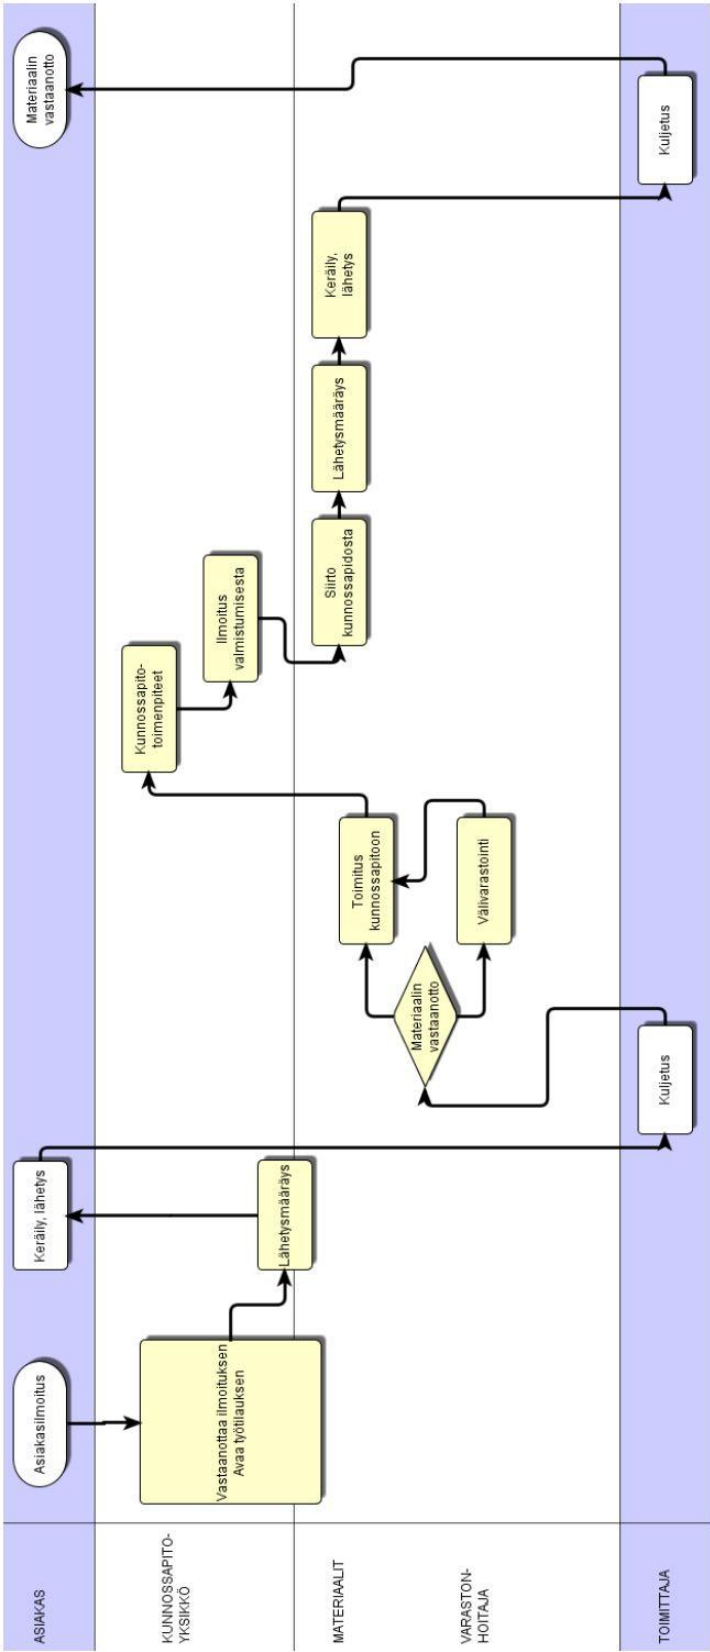 ASIAKAS
Asiakasilmoitus
Keräily, lähetys
Materiaalin
vastaanotto
KUNNOSSAPITO-
YKSIKKÖ
Vastaanottaa ilmoituksen
Avaa työtilauksen
Lähetysmääräys
Kunnossapito-
toimenpiteet
Ilmoitus
valmistumisesta
MATERIAALIT
VARASTON-
HOITAJA
Materiaalin
vastaanotto
Toimitus
kunnossapitoon
Välivarastointi
Siirto
kunnossapidosta
Lähetysmääräys
Keräily,
lähetys
TOIMITTAJA
Kuljetus
Kuljetus